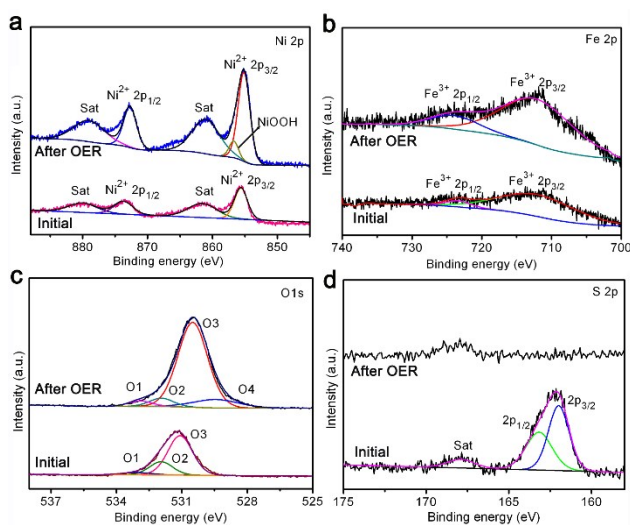 a
Ni 2p
Ni2+ 2p3/2
Ni2+ 2p1/2
Sat
Sat
NiOOH
After OER
Ni2+ 2p3/2
Sat
Ni2+ 2p1/2
Sat
Initial
Intensity (a.u.)
880 870 860 850
Binding energy (eV)
b
Fe 2p
Fe3+ 2p1/2
Fe3+ 2p3/2
After OER
Fe3+ 2p1/2
Fe3+ 2p3/2
Initial
Intensity (a.u.)
740 730 720 710 700
Binding energy (eV)
c
O1s
O3
O1
O2
O4
After OER
O3
O1
O2
Initial
Intensity (a.u.)
537 534 531 528 525
Binding energy (eV)
d
S 2p
After OER
2p3/2
2p1/2
Sat
Initial
Intensity (a.u.)
175 170 165 160
Binding energy (eV)